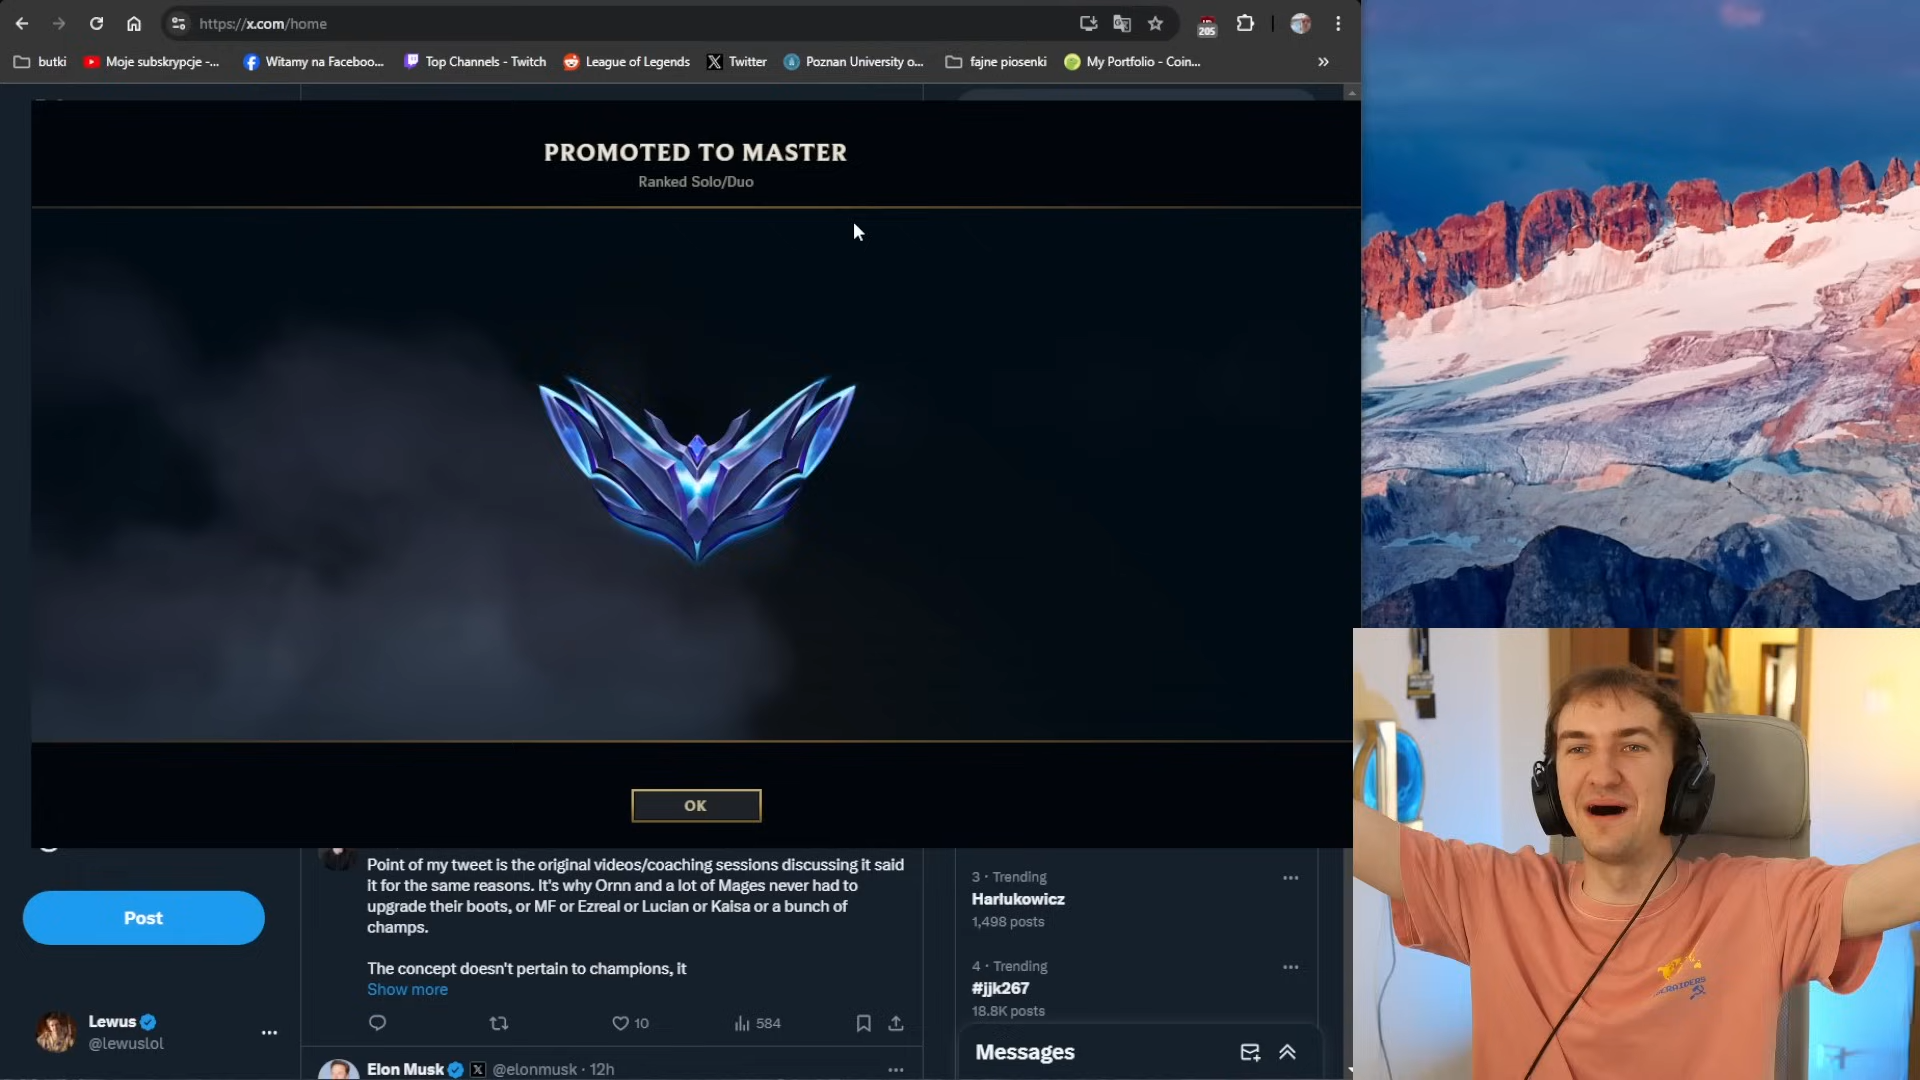 https://x.com/home
205
butki
Moje subskrypcje -...
Witamy na Faceboo...
Top Channels - Twitch
League of Legends
Twitter
Poznan University o...
fajne piosenki
My Portfolio - Coin...
»
PROMOTED TO MASTER
Ranked Solo/Duo
OK
Point of my tweet is the original videos/coaching sessions discussing it said
it for the same reasons. It's why Ornn and a lot of Mages never had to
upgrade their boots, or MF or Ezreal or Lucian or Kaisa or a bunch of
champs.
The concept doesn't pertain to champions, it
Show more
10
584
Elon Musk @elonmusk · 12h
Post
Lewus
@lewuslol
3 · Trending
Harlukowicz
1,498 posts
4 · Trending
#jjk267
18.8K posts
Messages